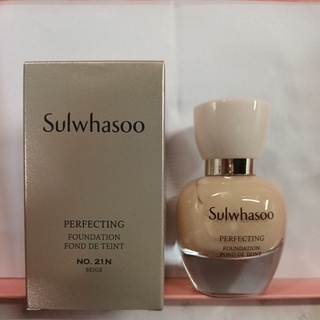 Sulwhasoo
PERFECTING
FOUNDATION
FOND DE TEINT
NO. 21N
BEIGE
Sulwhasoo
PERFECTING
FOUNDATION
FOND DE TEINT